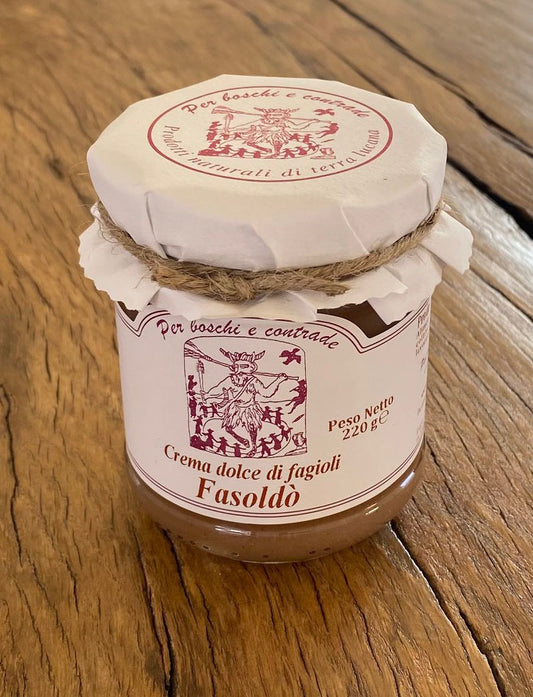 Per boschi e contrade
Prodotti naturali di terra lucana
Per boschi e contrade
Peso Netto
220 g℮
Crema dolce di fagioli
Fasoldò